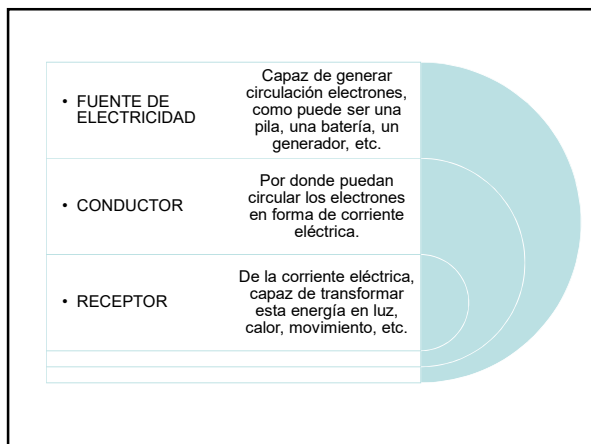 • FUENTE DE
ELECTRICIDAD
Capaz de generar
circulación electrones,
como puede ser una
pila, una batería, un
generador, etc.
• CONDUCTOR
Por donde puedan
circular los electrones
en forma de corriente
eléctrica.
• RECEPTOR
De la corriente eléctrica,
capaz de transformar
esta energía en luz,
calor, movimiento, etc.